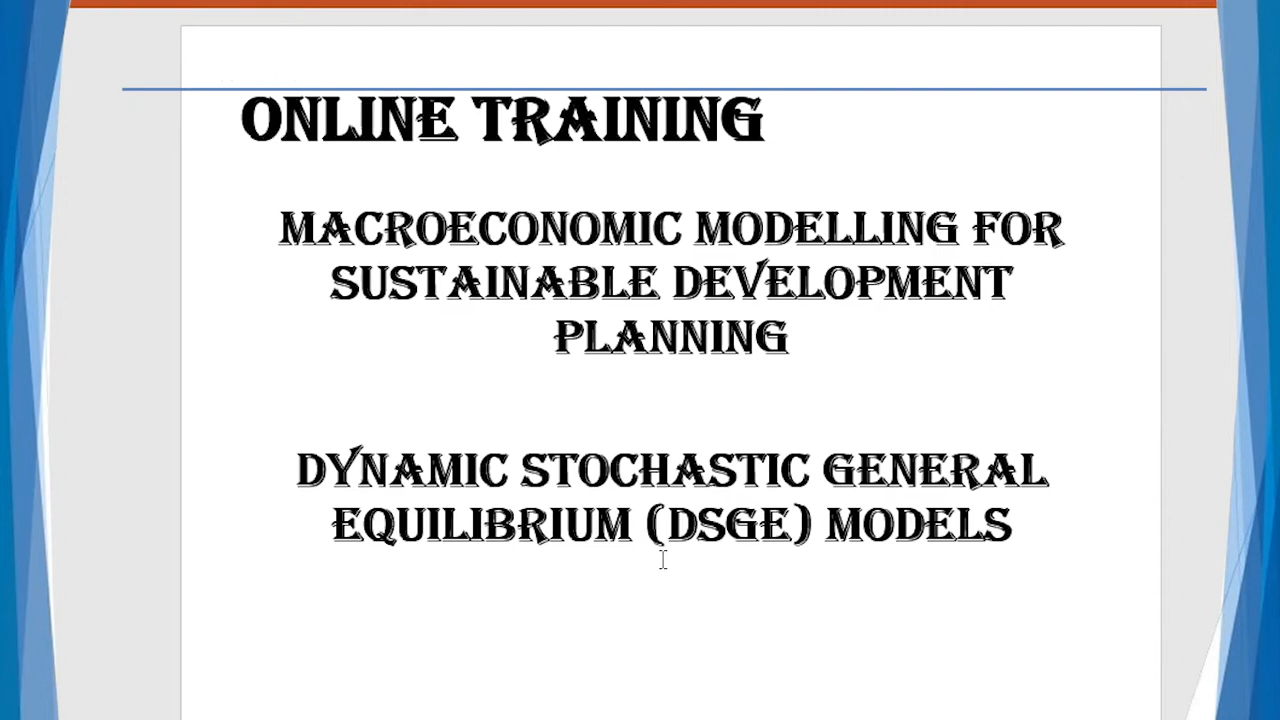 ONLINE TRAINING
MACROECONOMIC MODELLING FOR
SUSTAINABLE DEVELOPMENT
PLANNING
DYNAMIC STOCHASTIC GENERAL
EQUILIBRIUM (DSGE) MODELS